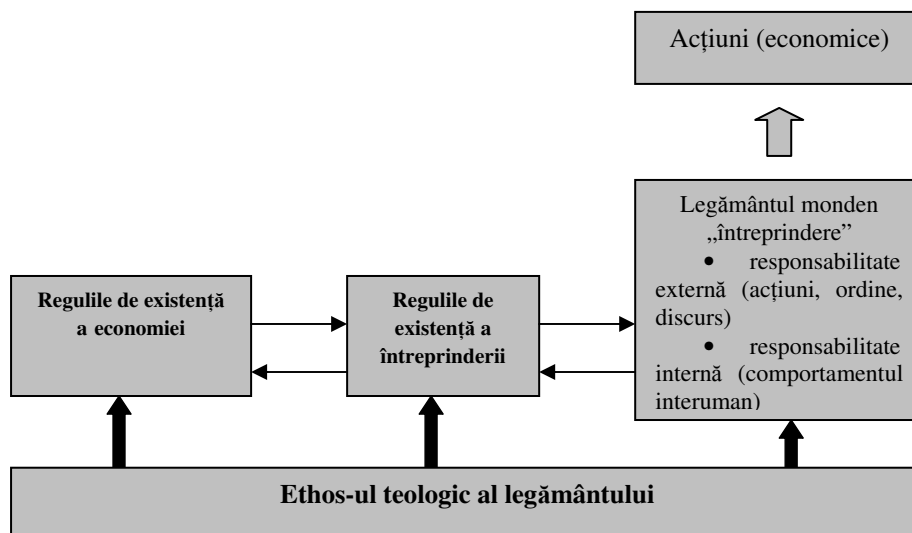 Acțiuni (economice)
Legământul monden
„întreprindere”
• responsabilitate
externă (acțiuni, ordine,
discurs)
• responsabilitate
internă (comportamentul
interuman)
Regulile de existență
a economiei
Regulile de
existență a
întreprinderii
Ethos-ul teologic al legământului